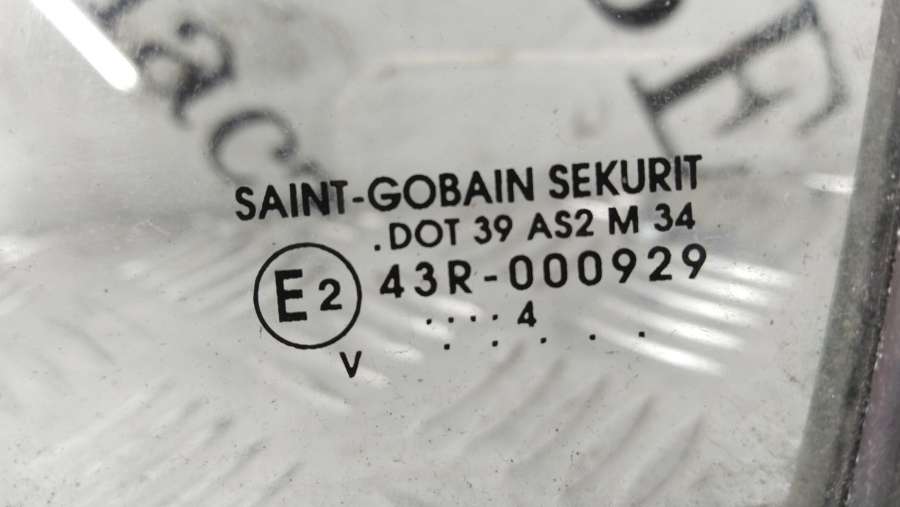 SAINT-GOBAIN SEKURIT
.DOT 39 AS2 M 34
E2 43R-000929
....4
.....
V